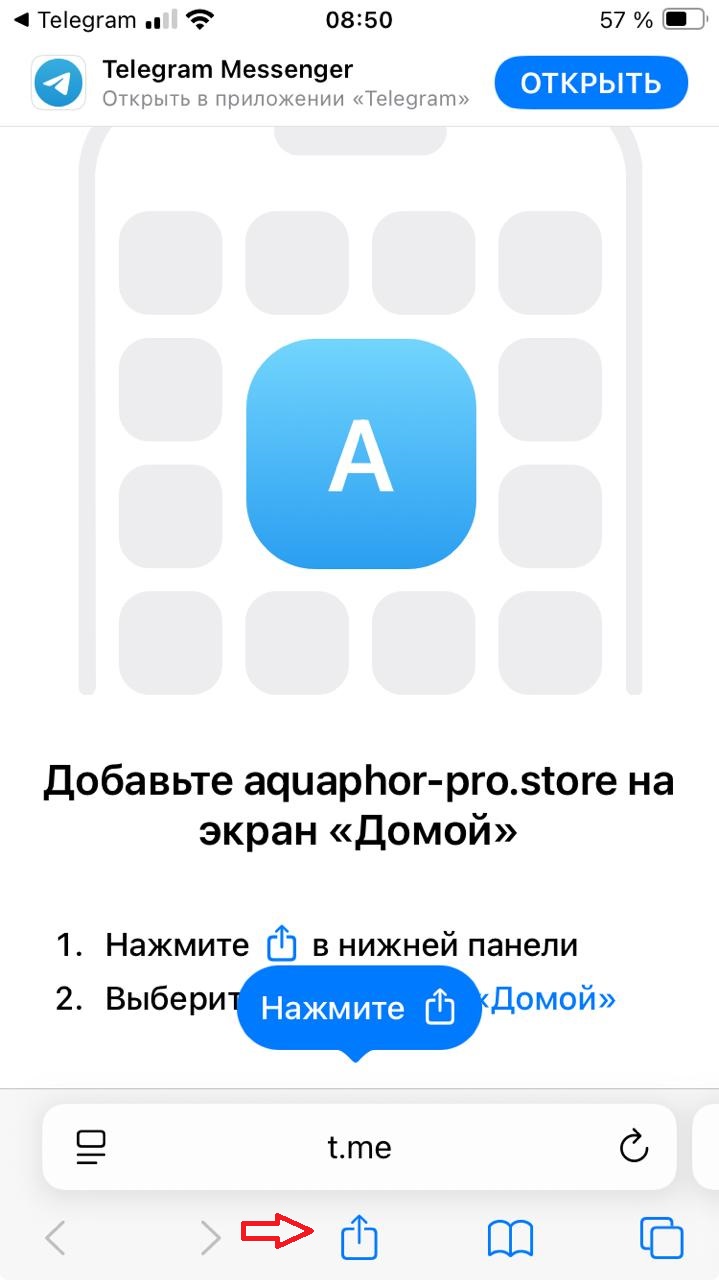 ◀ Telegram 08:50 57 %
Telegram Messenger
Открыть в приложении «Telegram»
ОТКРЫТЬ
A
Добавьте aquaphor-pro.store на
экран «Домой»
1. Нажмите в нижней панели
2. Выберит «Домой»
Нажмите
t.me